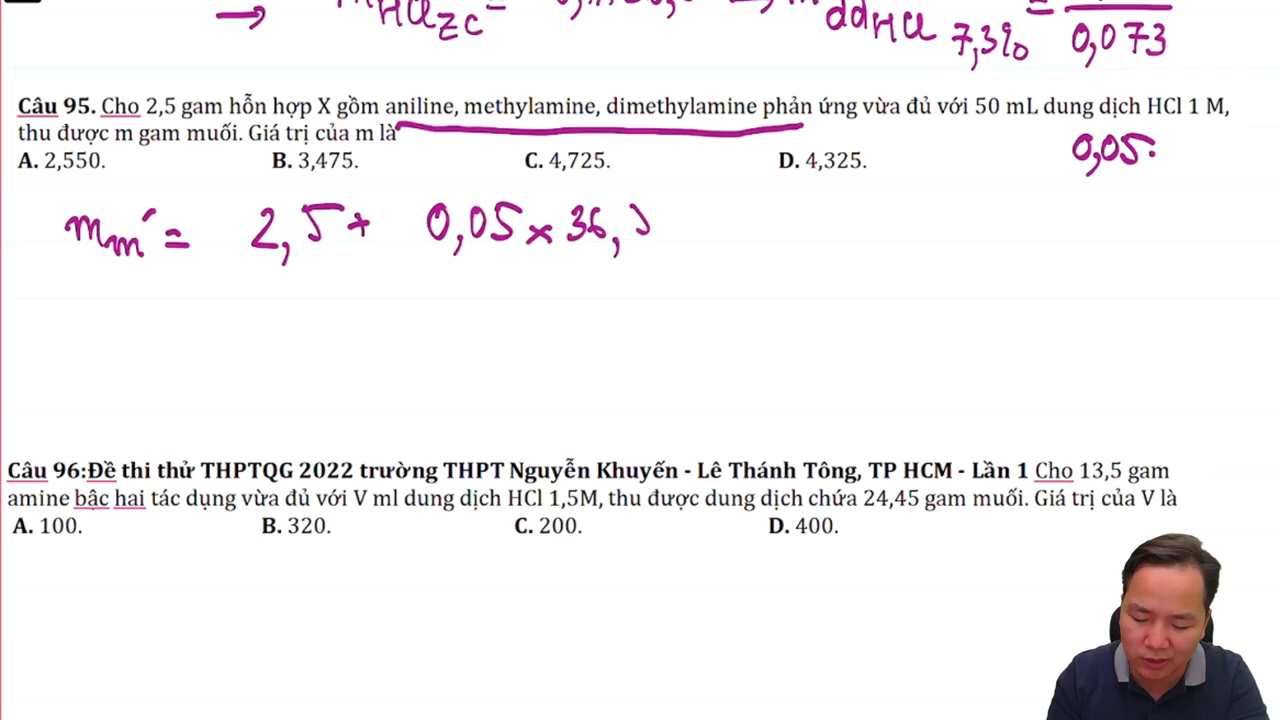 HCl ZC = ddHCl 7,3% = 0,073
Câu 95. Cho 2,5 gam hỗn hợp X gồm aniline, methylamine, dimethylamine phản ứng vừa đủ với 50 mL dung dịch HCl 1 M,
thu được m gam muối. Giá trị của m là
A. 2,550. B. 3,475. C. 4,725. D. 4,325.
0,05
m m' = 2,5 + 0,05 × 36,
Câu 96:Đề thi thử THPTQG 2022 trường THPT Nguyễn Khuyến - Lê Thánh Tông, TP HCM - Lần 1 Cho 13,5 gam
amine bậc hai tác dụng vừa đủ với V ml dung dịch HCl 1,5M, thu được dung dịch chứa 24,45 gam muối. Giá trị của V là
A. 100. B. 320. C. 200. D. 400.